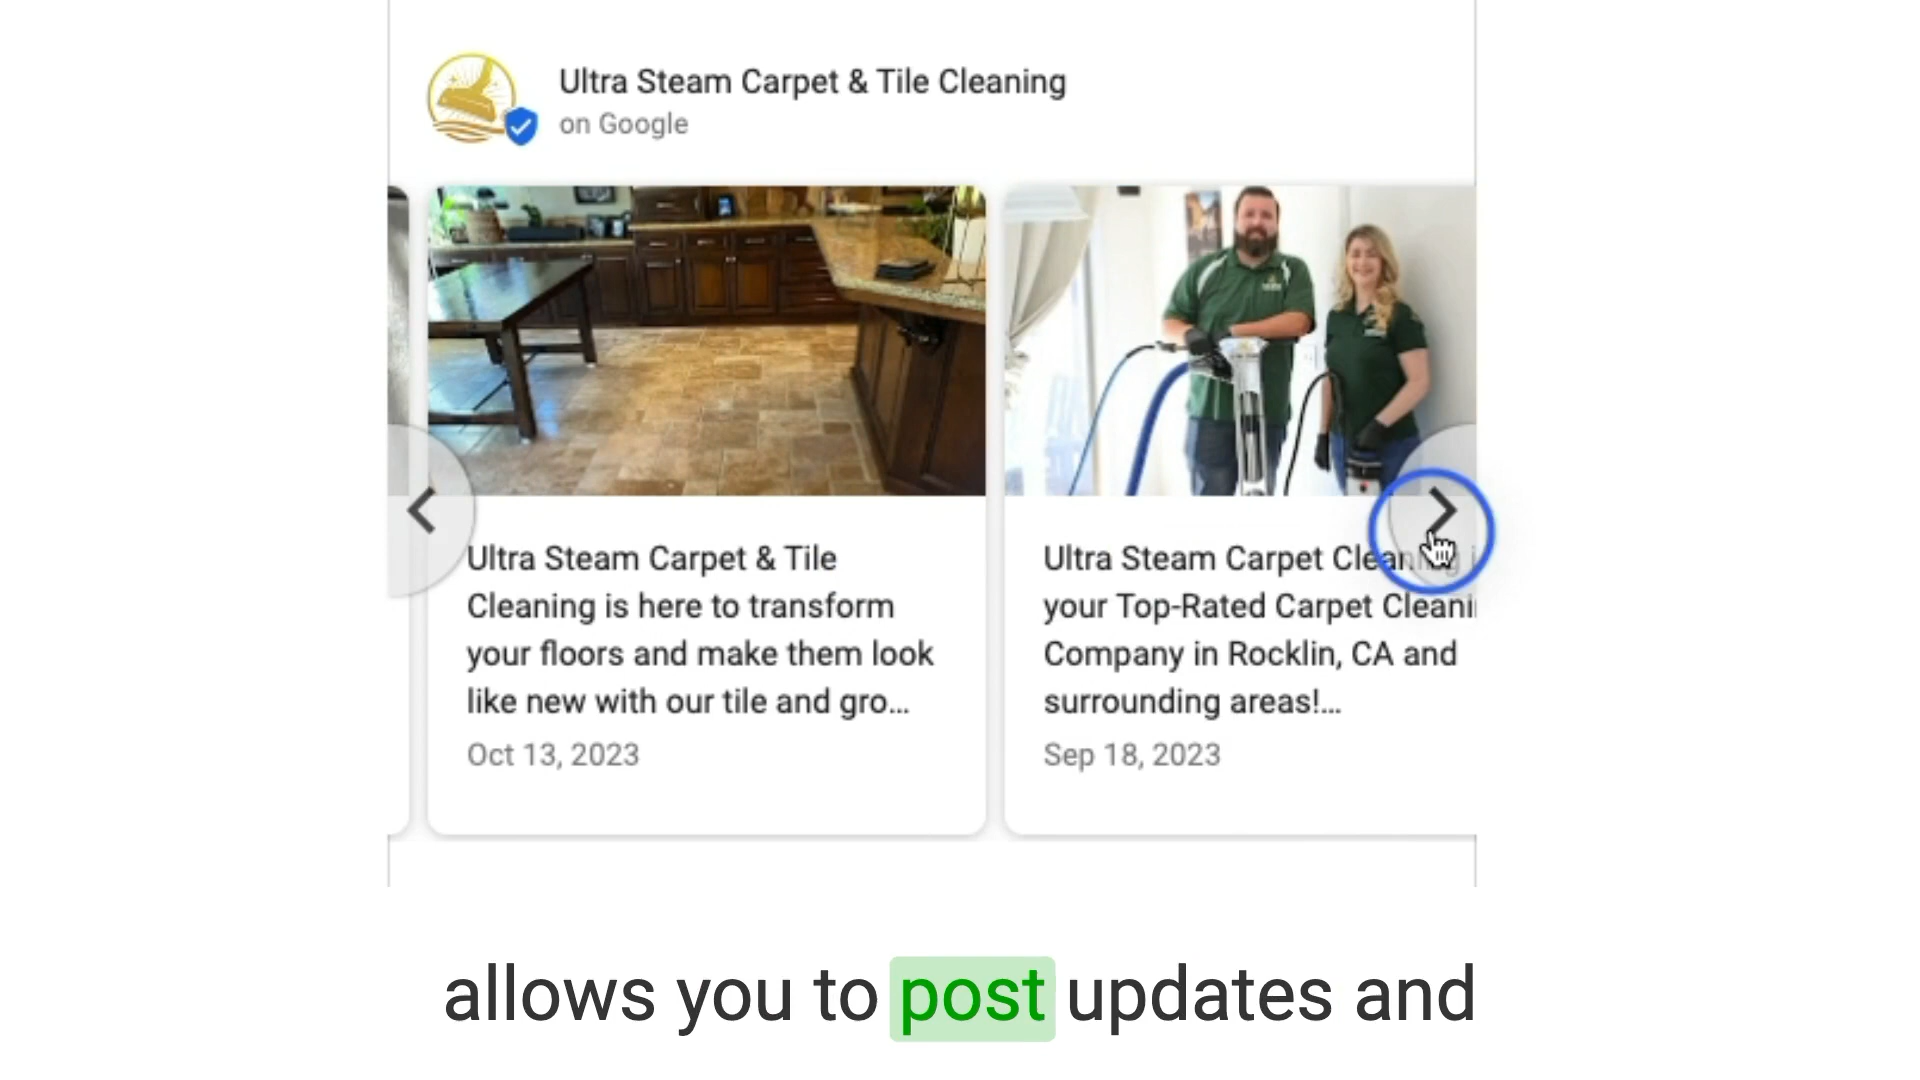 Ultra Steam Carpet & Tile Cleaning
on Google
Ultra Steam Carpet & Tile
Cleaning is here to transform
your floors and make them look
like new with our tile and gro...
Oct 13, 2023
Ultra Steam Carpet Cleaning
your Top-Rated Carpet Cleani
Company in Rocklin, CA and
surrounding areas!...
Sep 18, 2023
allows you to post updates and